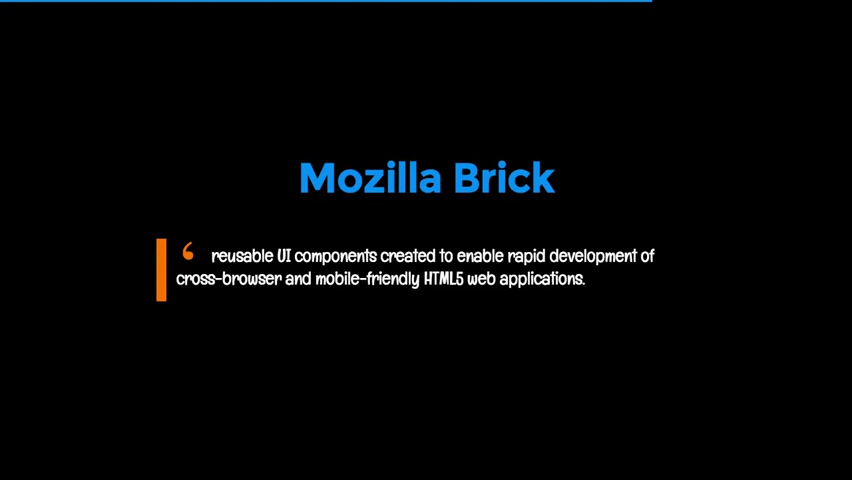 Mozilla Brick
‘ reusable UI components created to enable rapid development of
cross-browser and mobile-friendly HTML5 web applications.